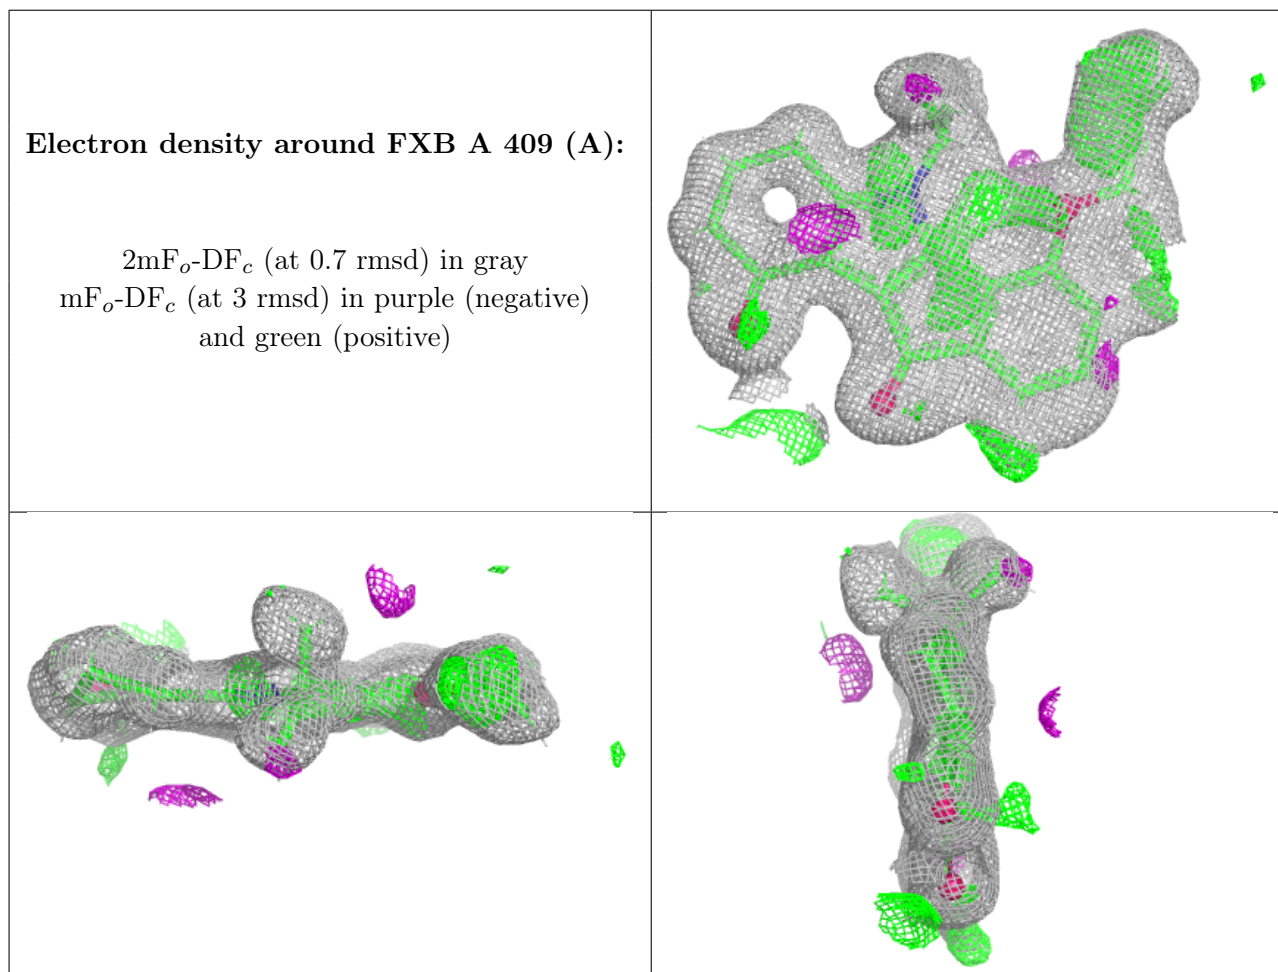 Electron density around FXB A 409 (A):
2mFo-DFc (at 0.7 rmsd) in gray
mFo-DFc (at 3 rmsd) in purple (negative)
and green (positive)